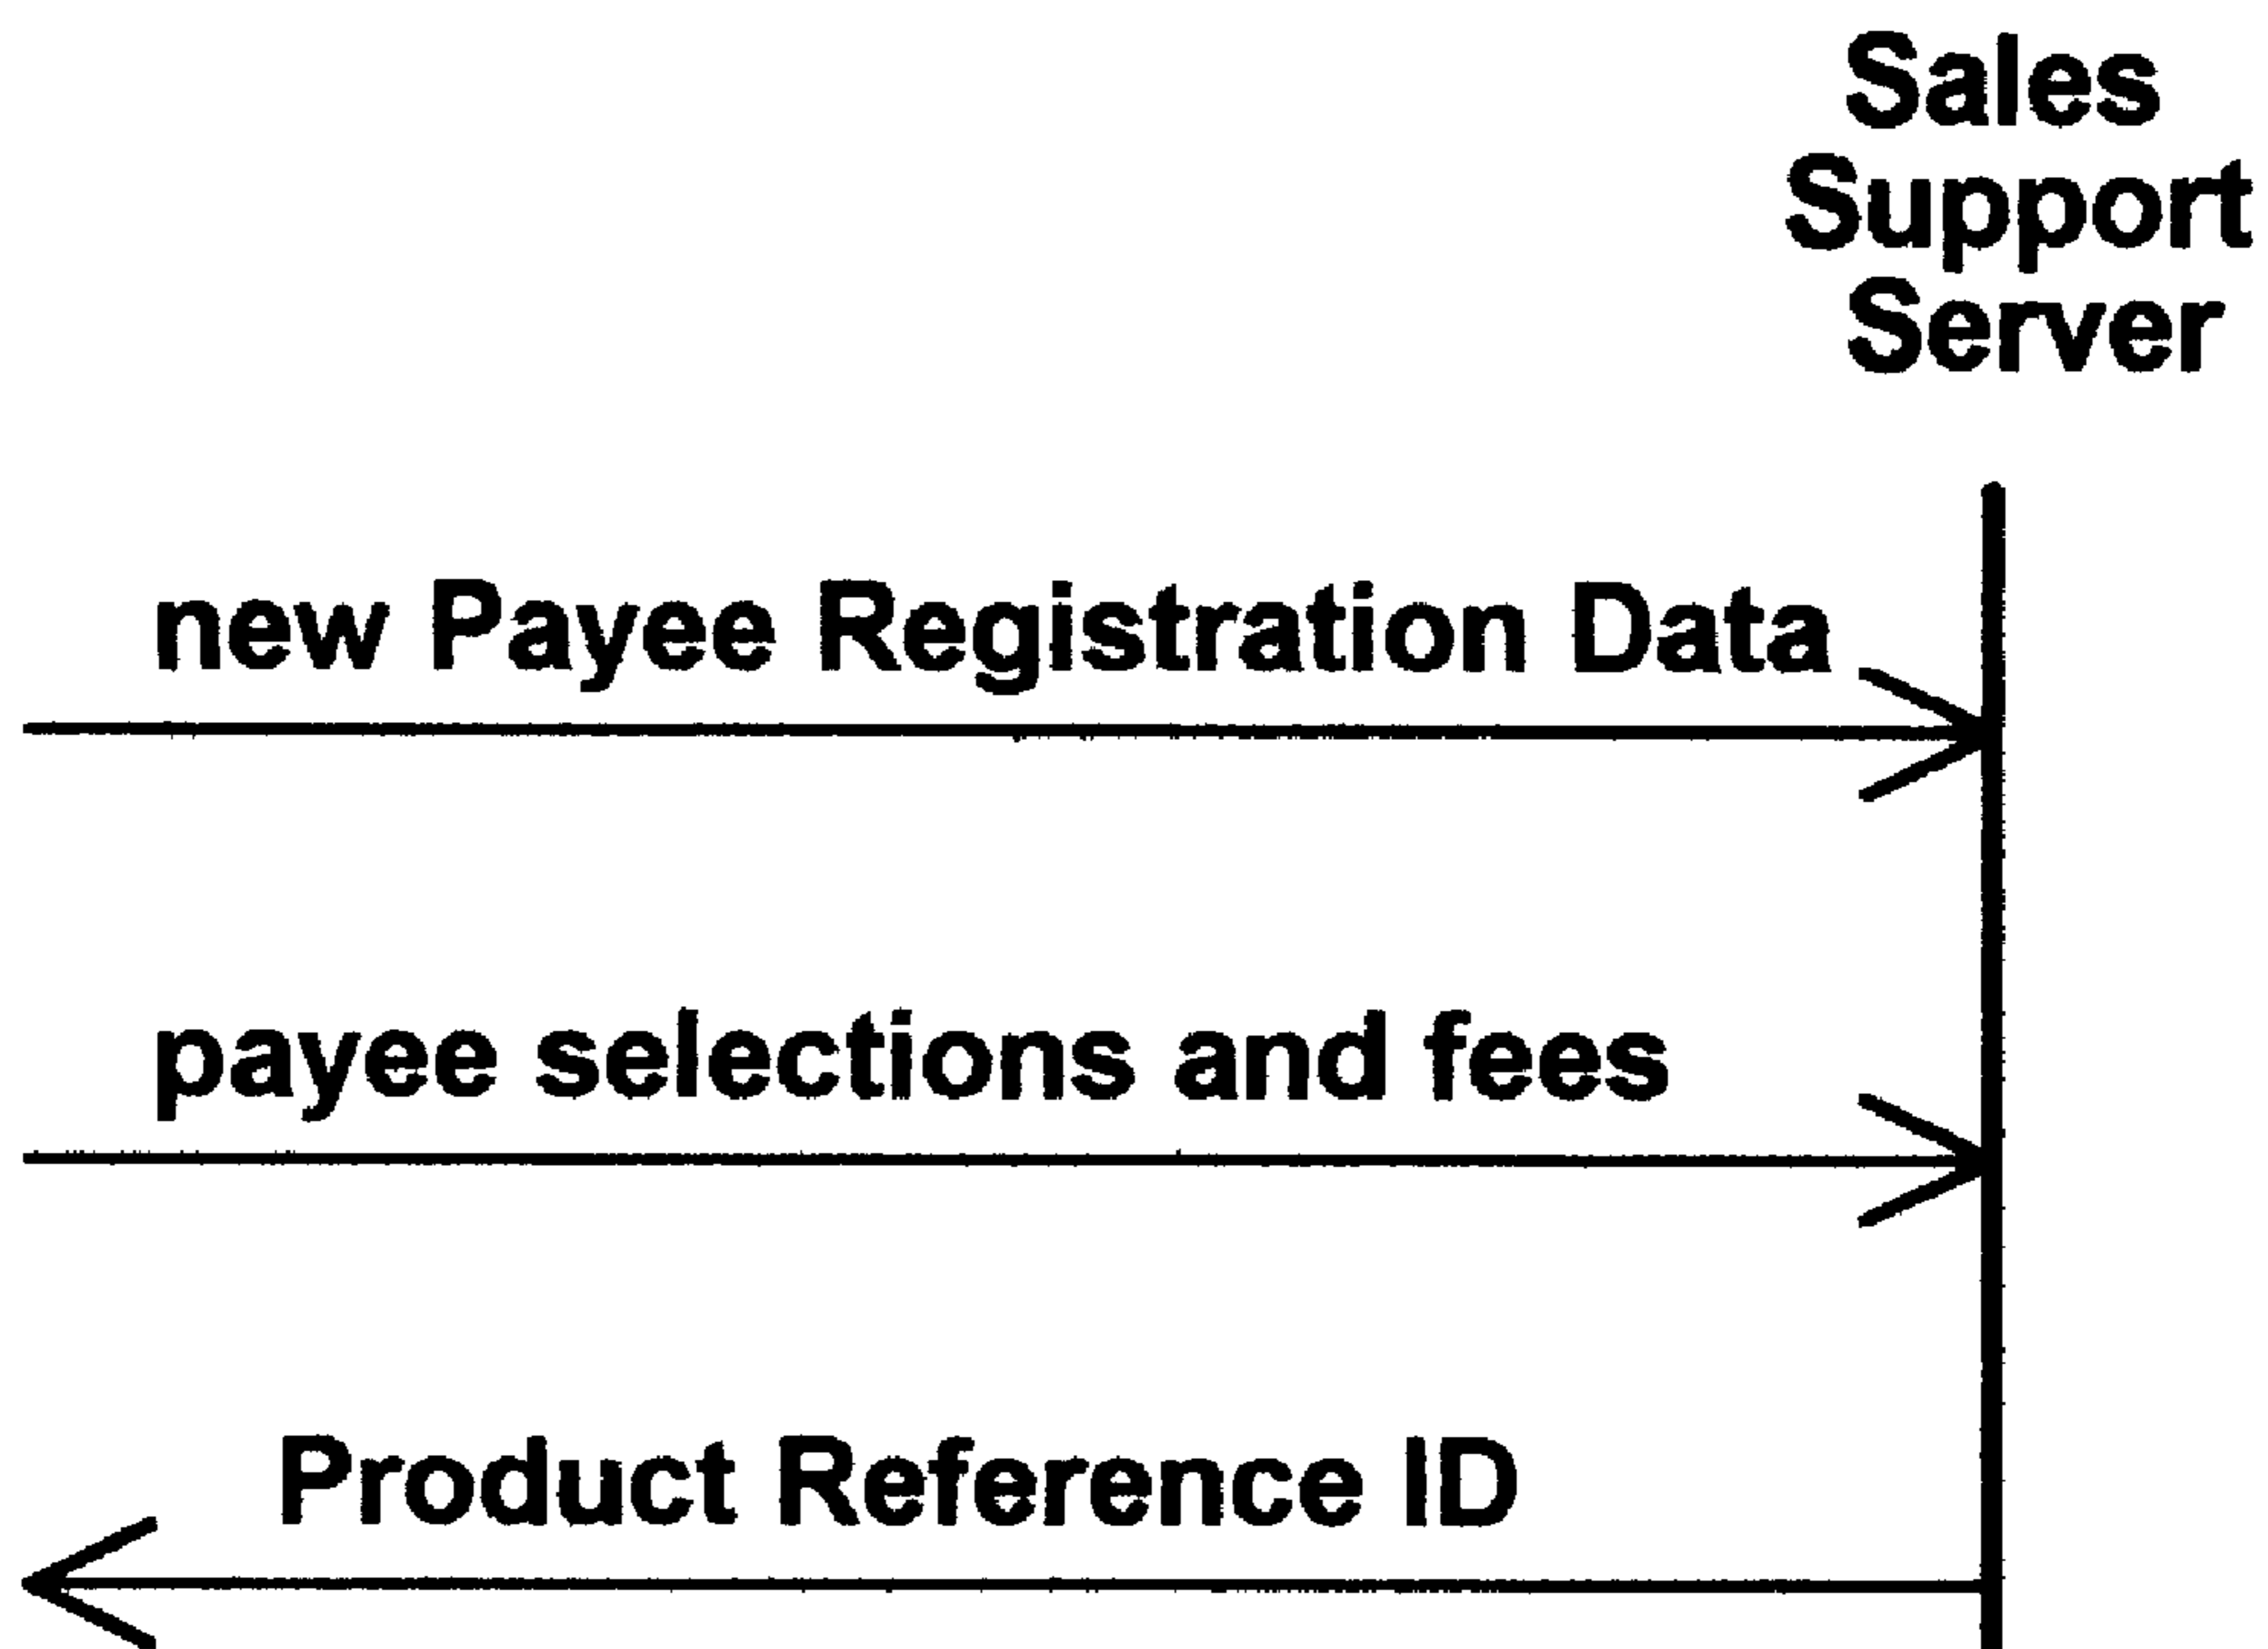 Sales
Support
Server
new Payee Registration Data
payee selections and fees
Product Reference ID